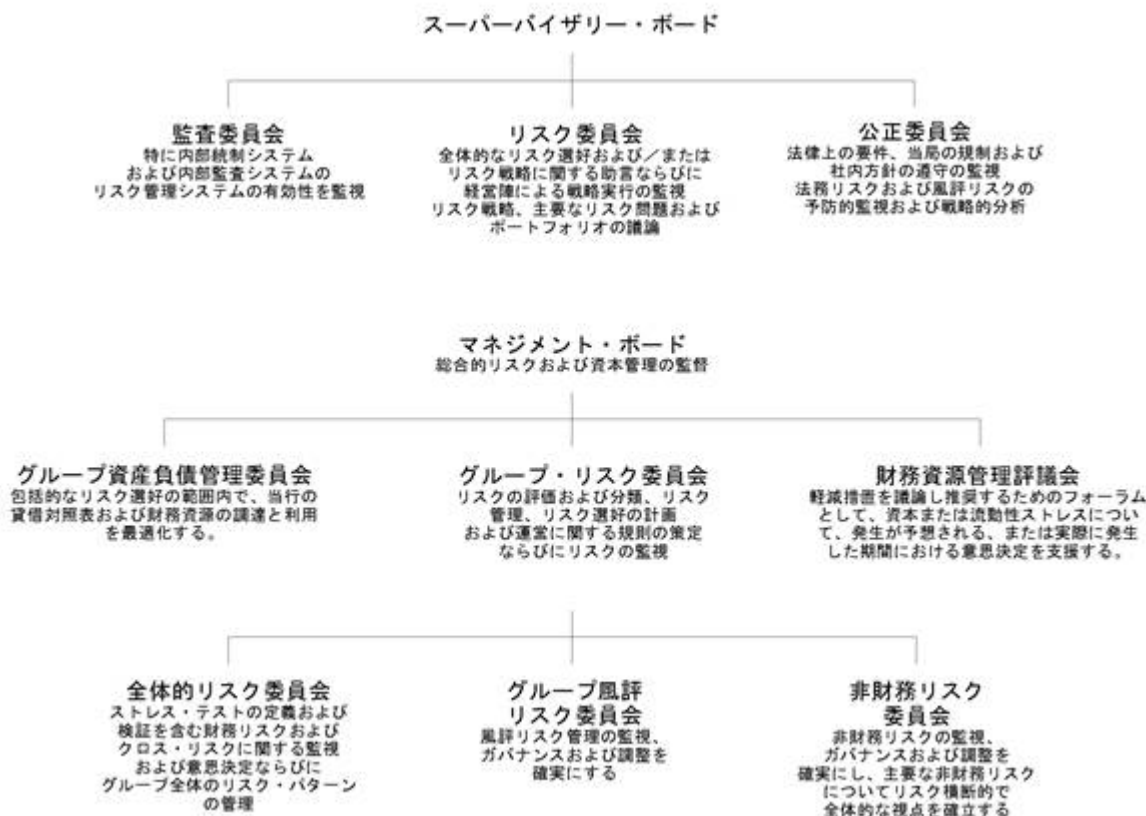 スーパーバイザリー・ボード
監査委員会
特に内部統制システム
および内部監査システムの
リスク管理システムの有効性を監視
リスク委員会
全体的なリスク選好および／または
リスク戦略に関する助言ならびに
経営陣による戦略実行の監視
リスク戦略、主要なリスク問題および
ポートフォリオの議論
公正委員会
法律上の要件、当局の規制および
社内方針の遵守の監視
法務リスクおよび風評リスクの
予防的監視および戦略的分析
マネジメント・ボード
総合的リスクおよび資本管理の監督
グループ資産負債管理委員会
包括的なリスク選好の範囲内で、当行の
貸借対照表および財務資源の調達と利用
を最適化する。
グループ・リスク委員会
リスクの評価および分類、リスク
管理、リスク選好の計画
および運営に関する規則の策定
ならびにリスクの監視
財務資源管理評議会
軽減措置を議論し推奨するためのフォーラム
として、資本または流動性ストレスについ
て、発生が予想される、または実際に発生
した期間における意思決定を支援する。
全体的リスク委員会
ストレス・テストの定義および
検証を含む財務リスクおよび
クロス・リスクに関する監視
および意思決定ならびに
グループ全体のリスク・パターン
の管理
グループ風評
リスク委員会
風評リスク管理の監視、
ガバナンスおよび調整を
確実にする
非財務リスク
委員会
非財務リスクの監視、
ガバナンスおよび調整を
確実にし、主要な非財務リスク
についてリスク横断的で
全体的な視点を確立する